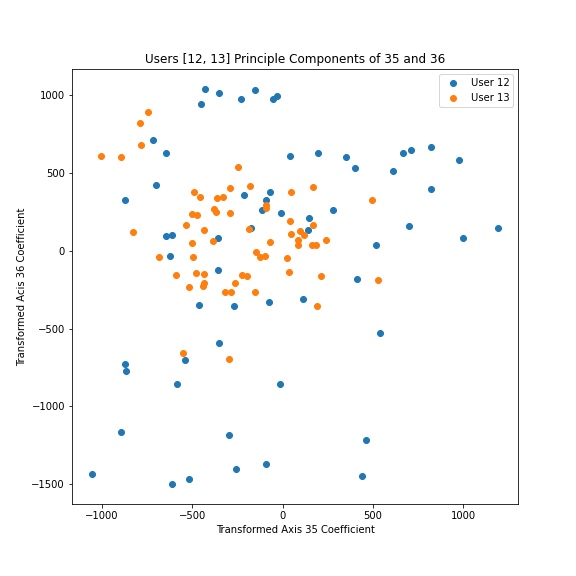 Users [12, 13] Principle Components of 35 and 36
User 12
User 13
Transformed Acis 36 Coefficient
1000
500
0
−500
−1000
−1500
−1000
−500
0
500
1000
Transformed Axis 35 Coefficient